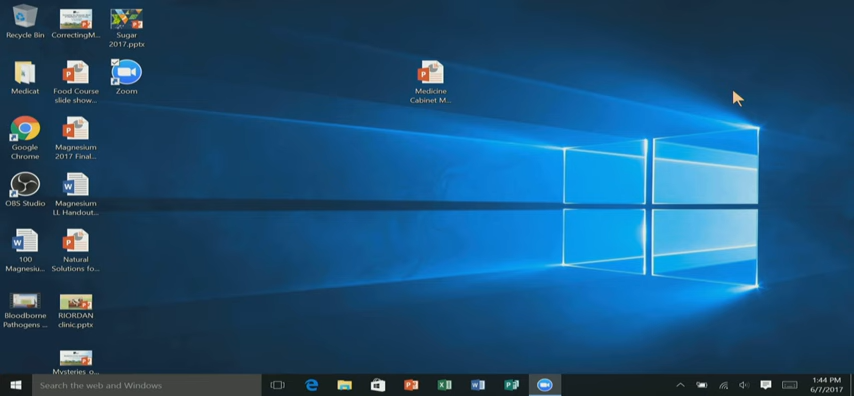 Recycle Bin
CorrectingM...
Sugar
2017.pptx
Medicat
Food Course
slide show...
Zoom
Medicine
Cabinet M...
Google
Chrome
Magnesium
2017 Final...
OBS Studio
Magnesium
LL Handout...
100
Magnesiu...
Natural
Solutions fo...
Bloodborne
Pathogens ...
RIORDAN
clinic.pptx
Mysteries o...
Search the web and Windows
1:44 PM
6/7/2017